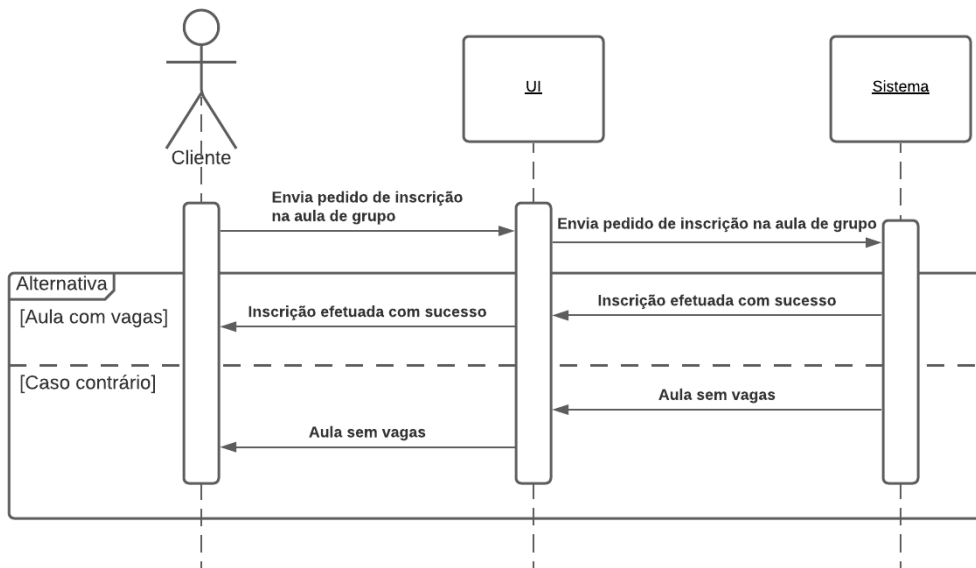 UI
Sistema
Cliente
Envia pedido de inscrição
na aula de grupo
Envia pedido de inscrição na aula de grupo
Alternativa
[Aula com vagas]
Inscrição efetuada com sucesso
Inscrição efetuada com sucesso
[Caso contrário]
Aula sem vagas
Aula sem vagas